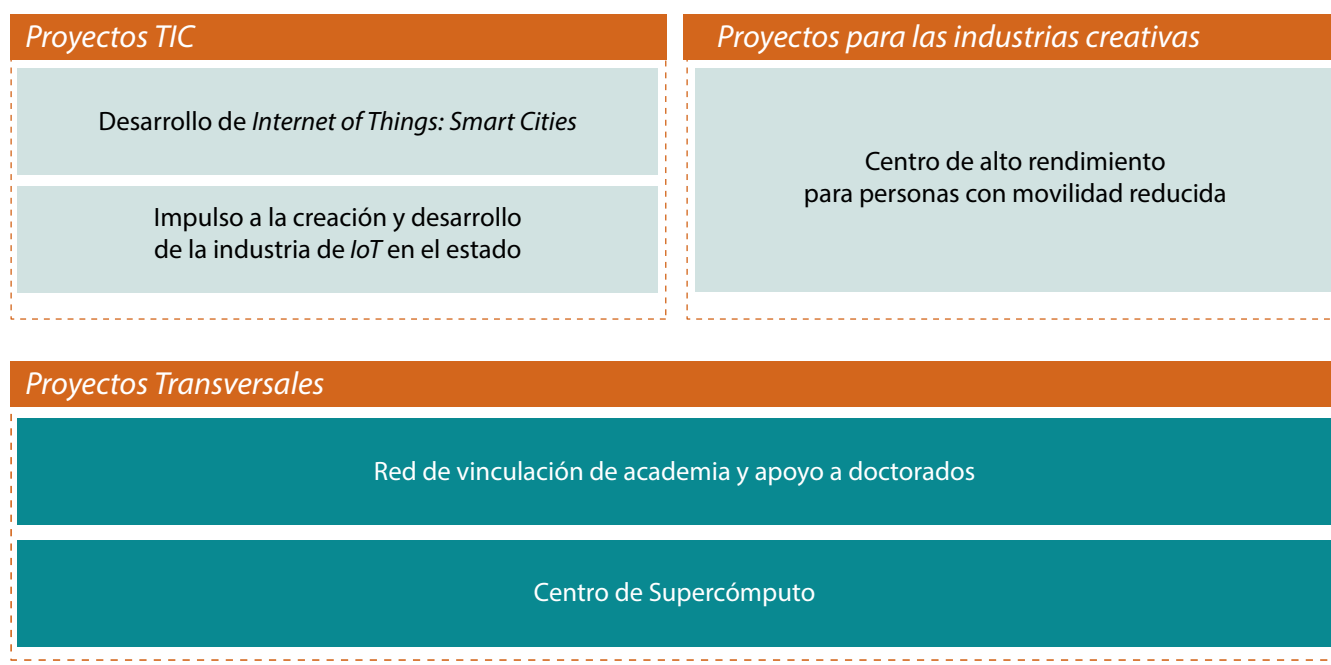 Proyectos TIC
Desarrollo de Internet of Things: Smart Cities
Impulso a la creación y desarrollo
de la industria de IoT en el estado
Proyectos para las industrias creativas
Centro de alto rendimiento
para personas con movilidad reducida
Proyectos Transversales
Red de vinculación de academia y apoyo a doctorados
Centro de Supercómputo